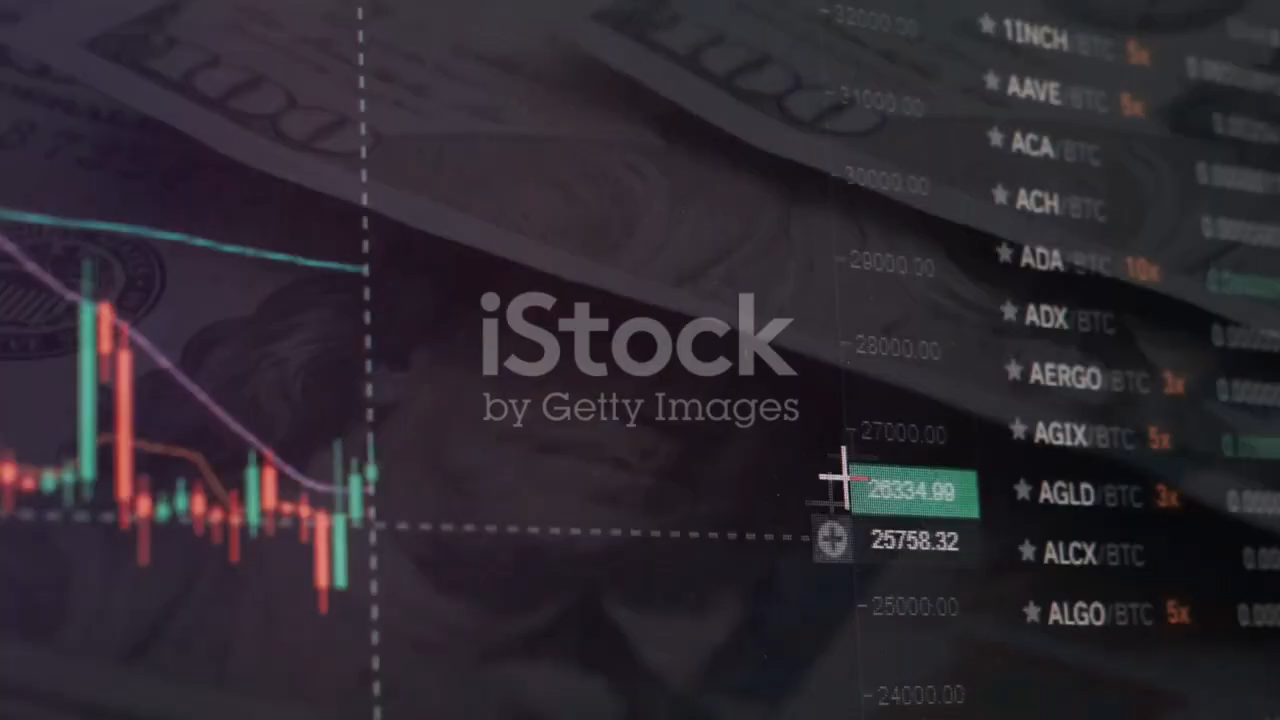 32000.00
31000.00
30000.00
29000.00
28000.00
27000.00
26334.99
25758.32
25000.00
24000.00
★ 1INCH/BTC 5x
★ AAVE/BTC 5x
★ ACA/BTC
★ ACH/BTC
★ ADA/BTC 10x
★ ADX/BTC
★ AERGO/BTC 3x
★ AGIX/BTC 5x
★ AGLD/BTC 3x
★ ALCX/BTC
★ ALGO/BTC 5x
iStock
by Getty Images